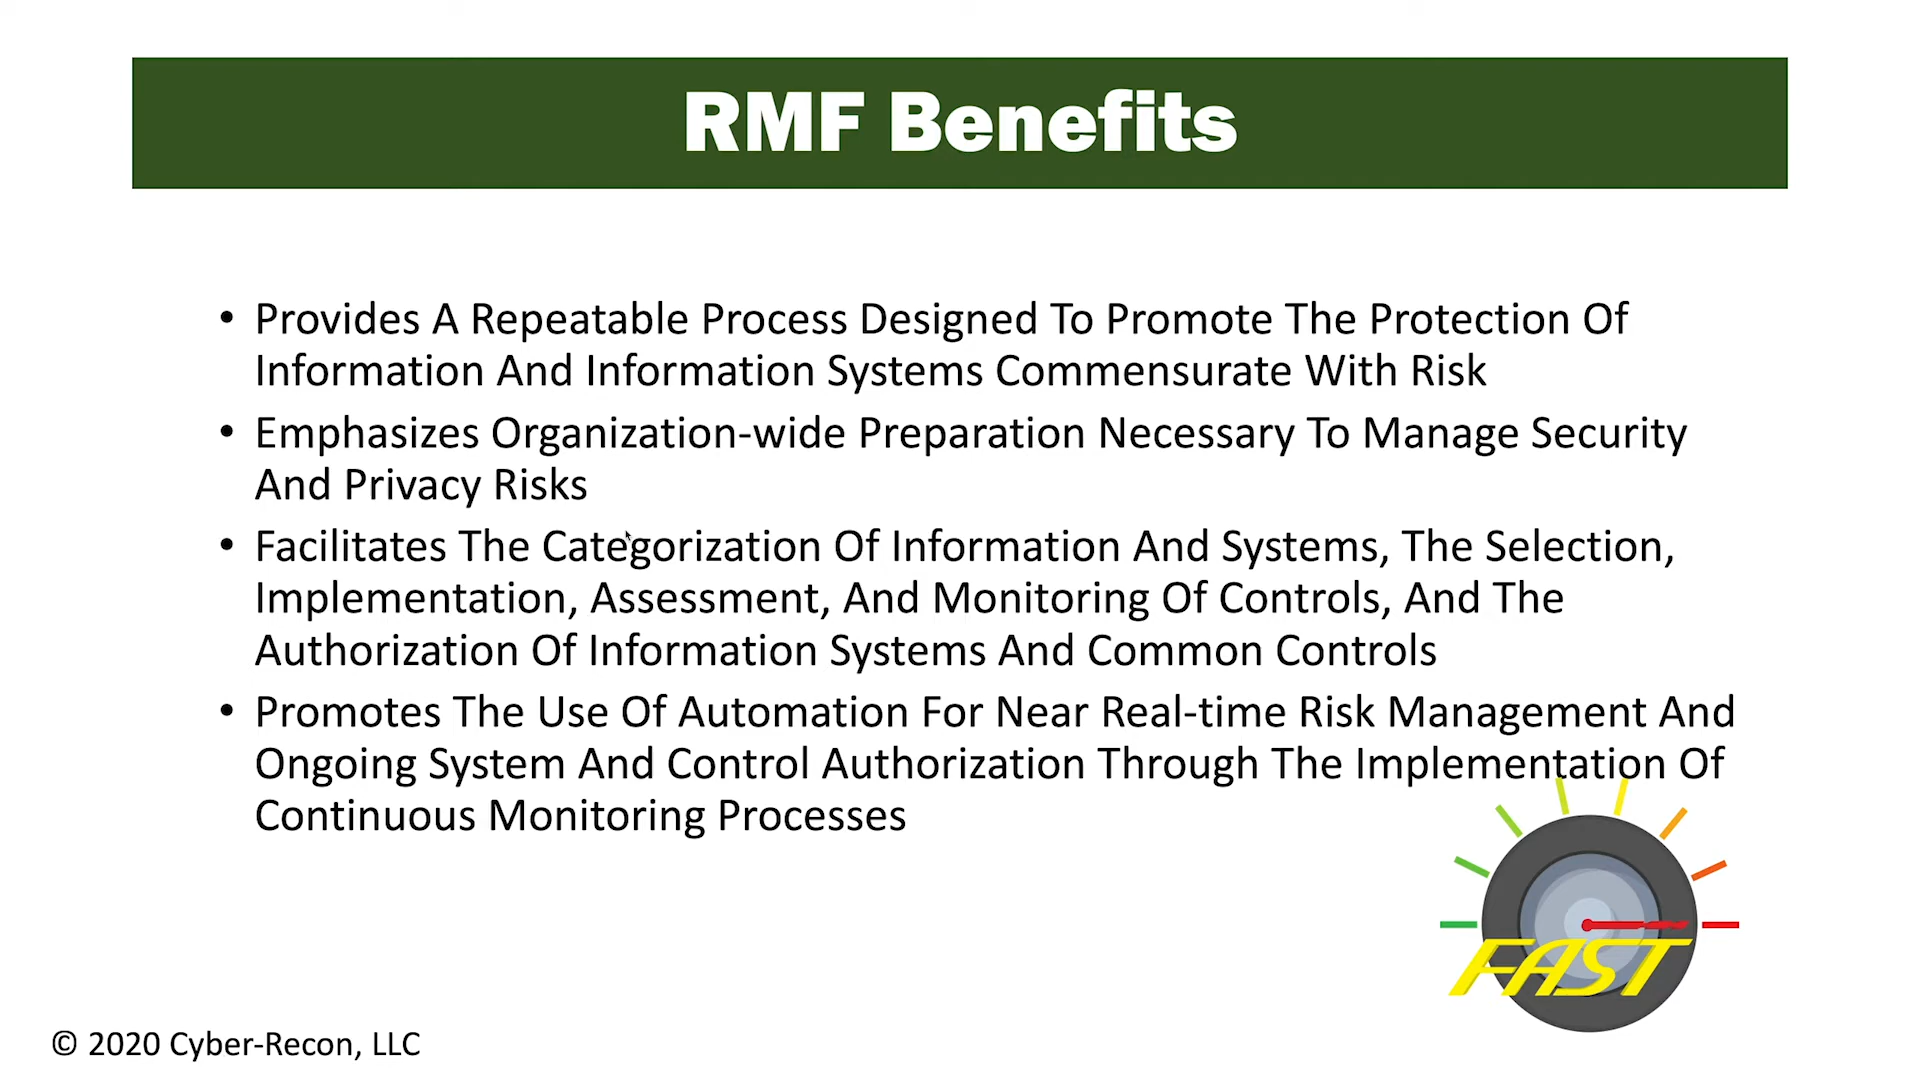 RMF Benefits
• Provides A Repeatable Process Designed To Promote The Protection Of
Information And Information Systems Commensurate With Risk
• Emphasizes Organization-wide Preparation Necessary To Manage Security
And Privacy Risks
• Facilitates The Categorization Of Information And Systems, The Selection,
Implementation, Assessment, And Monitoring Of Controls, And The
Authorization Of Information Systems And Common Controls
• Promotes The Use Of Automation For Near Real-time Risk Management And
Ongoing System And Control Authorization Through The Implementation Of
Continuous Monitoring Processes
FAST
© 2020 Cyber-Recon, LLC